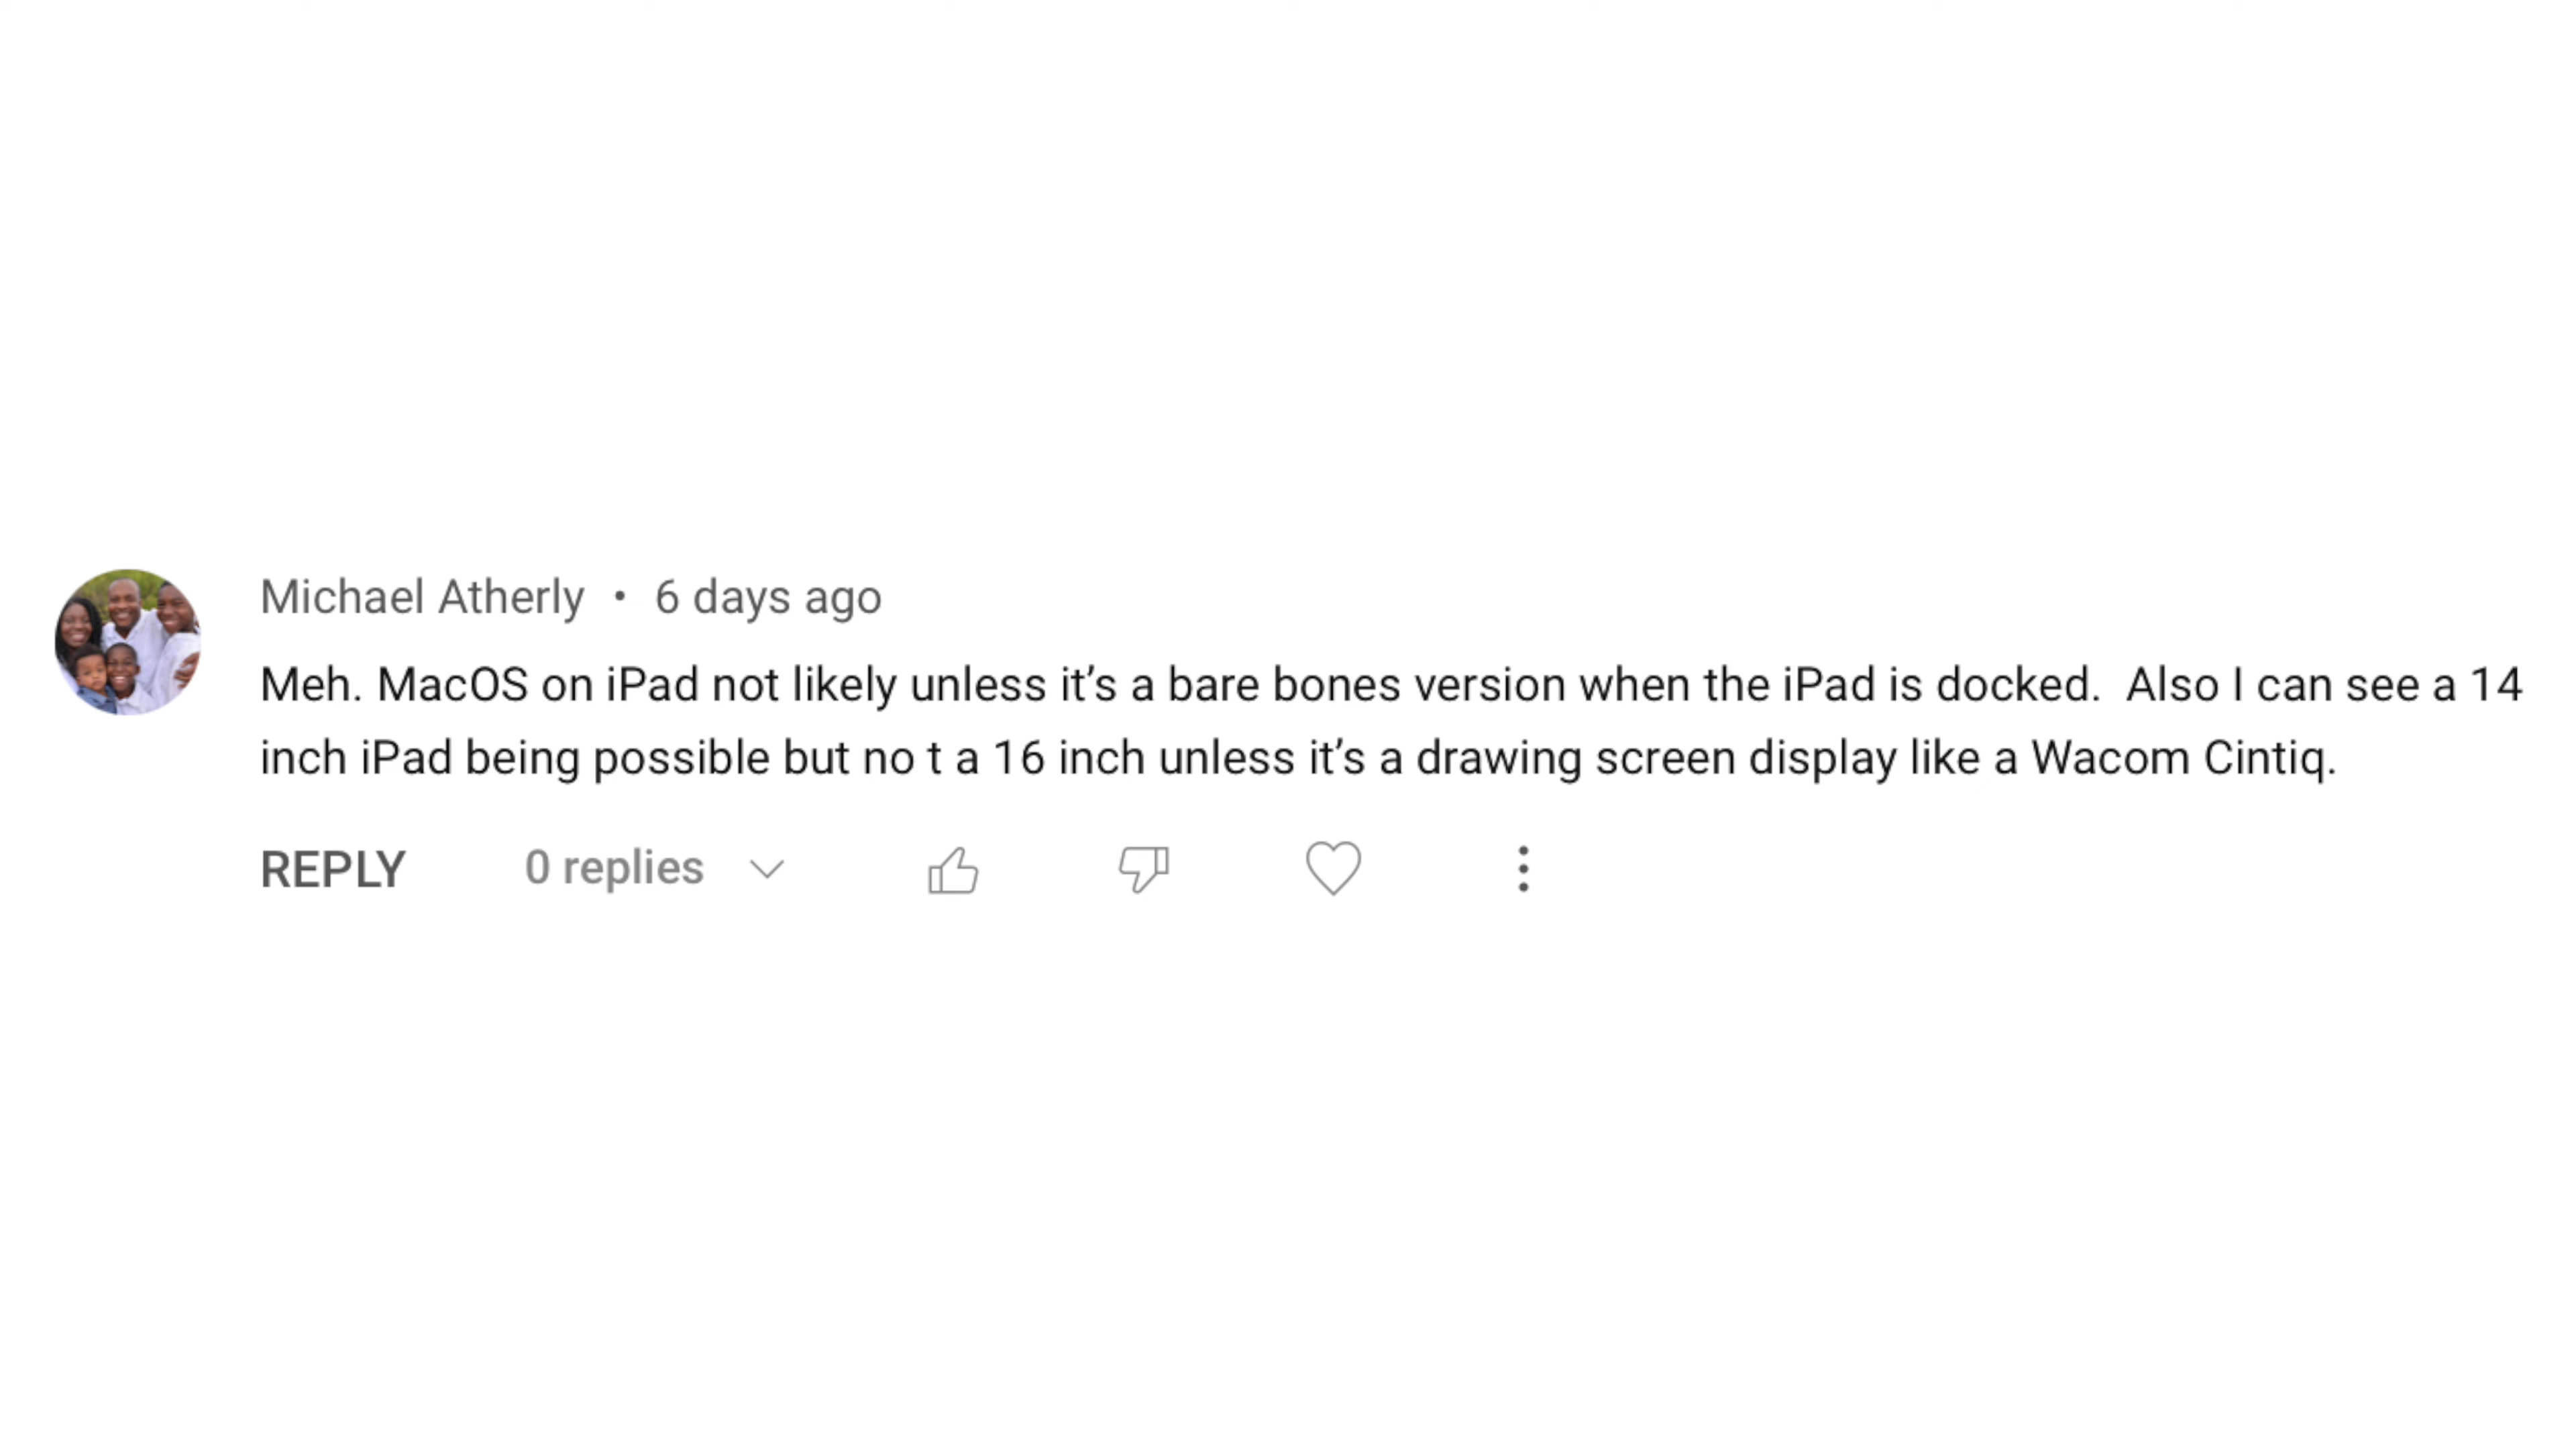 Michael Atherly • 6 days ago
Meh. MacOS on iPad not likely unless it’s a bare bones version when the iPad is docked.  Also I can see a 14
inch iPad being possible but no t a 16 inch unless it’s a drawing screen display like a Wacom Cintiq.
REPLY 0 replies